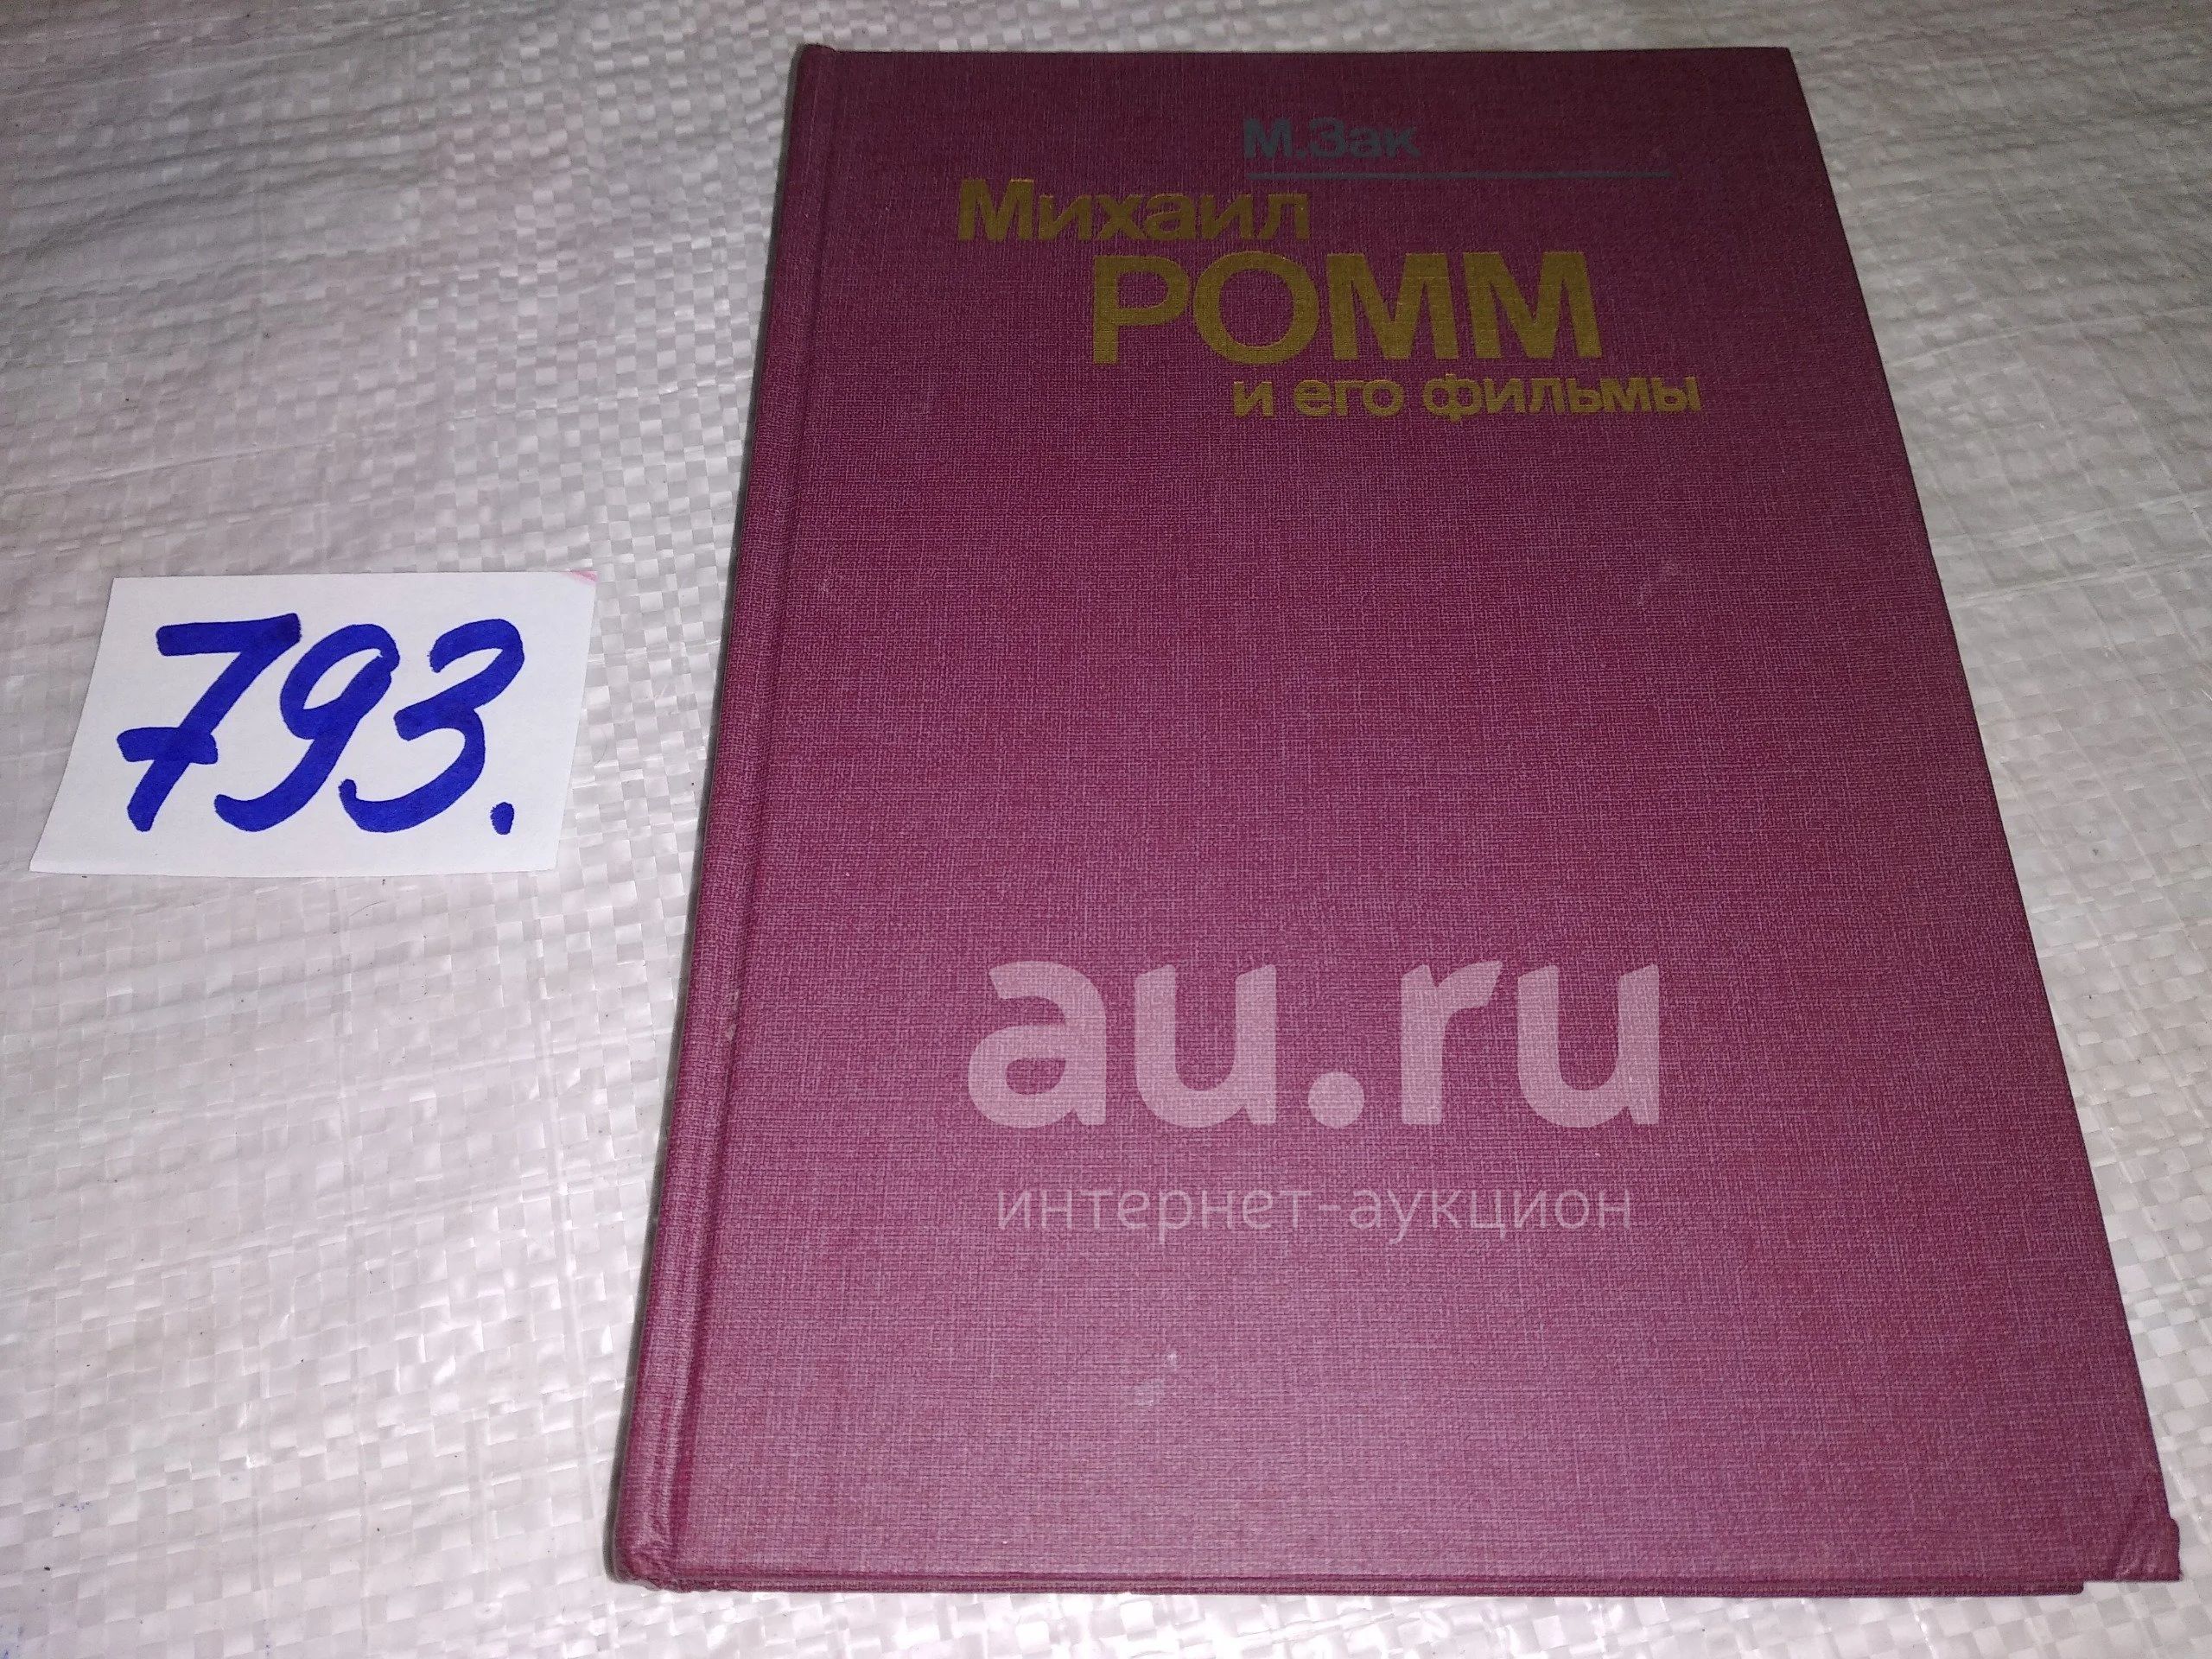 М.Зак
Михаил
РОММ
и его фильмы
793.
au.ru
интернет-аукцион